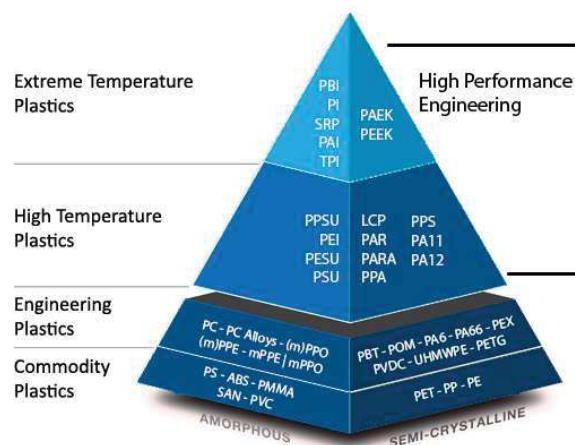 Extreme Temperature
Plastics
High Performance
Engineering
PBI
PI
SRP
PAI
TPI
PAEK
PEEK
High Temperature
Plastics
PPSU
PEI
PESU
PSU
LCP
PAR
PARA
PPA
PPS
PA11
PA12
Engineering
Plastics
PC - PC Alloys - (m)PPO
(m)PPE - mPPE | mPPO
PBT - POM - PA6 - PA66 - PEX
PVDC - UHMWPE - PETG
Commodity
Plastics
PS - ABS - PMMA
SAN - PVC
PET - PP - PE
AMORPHOUS
SEMI-CRYSTALLINE